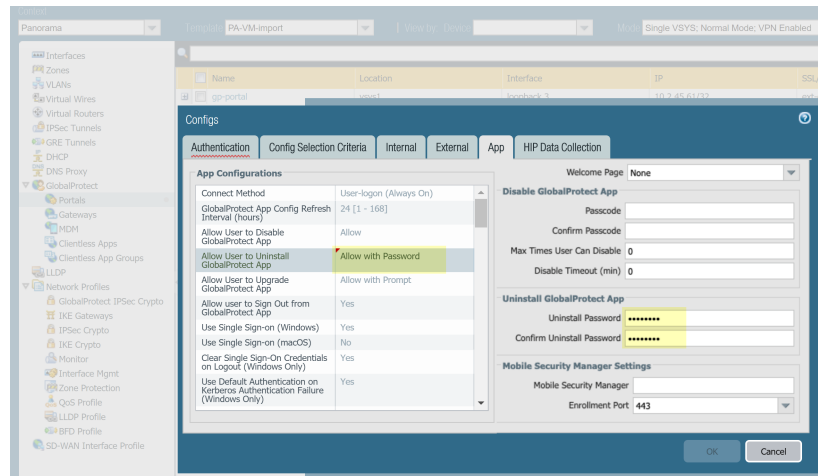 Context
Panorama
Template PA-VM-import View by: Device Mode Single VSYS; Normal Mode; VPN Enabled
Interfaces
Zones
VLANs
Virtual Wires
Virtual Routers
IPSec Tunnels
GRE Tunnels
DHCP
DNS Proxy
GlobalProtect
Portals
Gateways
MDM
Clientless Apps
Clientless App Groups
LLDP
Network Profiles
GlobalProtect IPSec Crypto
IKE Gateways
IPSec Crypto
IKE Crypto
Monitor
Interface Mgmt
Zone Protection
QoS Profile
LLDP Profile
BFD Profile
SD-WAN Interface Profile
Name Location Interface IP
gp-portal vsys1 loopback.3 10.2.45.61/32
Configs
Authentication Config Selection Criteria Internal External App HIP Data Collection
App Configurations
Connect Method User-logon (Always On)
GlobalProtect App Config Refresh
Interval (hours) 24 [1 - 168]
Allow User to Disable
GlobalProtect App Allow
Allow User to Uninstall
GlobalProtect App Allow with Password
Allow User to Upgrade
GlobalProtect App Allow with Prompt
Allow user to Sign Out from
GlobalProtect App Yes
Use Single Sign-on (Windows) Yes
Use Single Sign-on (macOS) No
Clear Single Sign-On Credentials
on Logout (Windows Only) Yes
Use Default Authentication on
Kerberos Authentication Failure
(Windows Only) Yes
Welcome Page None
Disable GlobalProtect App
Passcode
Confirm Passcode
Max Times User Can Disable 0
Disable Timeout (min) 0
Uninstall GlobalProtect App
Uninstall Password ••••••••
Confirm Uninstall Password ••••••••
Mobile Security Manager Settings
Mobile Security Manager
Enrollment Port 443
OK Cancel